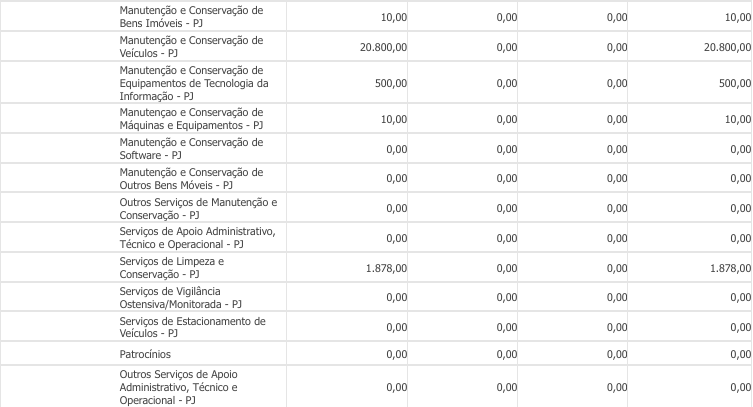 Manutenção e Conservação de
Bens Imóveis - PJ 10,00 0,00 0,00 10,00
Manutenção e Conservação de
Veículos - PJ 20.800,00 0,00 0,00 20.800,00
Manutenção e Conservação de
Equipamentos de Tecnologia da
Informação - PJ 500,00 0,00 0,00 500,00
Manutençao e Conservação de
Máquinas e Equipamentos - PJ 10,00 0,00 0,00 10,00
Manutenção e Conservação de
Software - PJ 0,00 0,00 0,00 0,00
Manutenção e Conservação de
Outros Bens Móveis - PJ 0,00 0,00 0,00 0,00
Outros Serviços de Manutenção e
Conservação - PJ 0,00 0,00 0,00 0,00
Serviços de Apoio Administrativo,
Técnico e Operacional - PJ 0,00 0,00 0,00 0,00
Serviços de Limpeza e
Conservação - PJ 1.878,00 0,00 0,00 1.878,00
Serviços de Vigilância
Ostensiva/Monitorada - PJ 0,00 0,00 0,00 0,00
Serviços de Estacionamento de
Veículos - PJ 0,00 0,00 0,00 0,00
Patrocínios 0,00 0,00 0,00 0,00
Outros Serviços de Apoio
Administrativo, Técnico e
Operacional - PJ 0,00 0,00 0,00 0,00